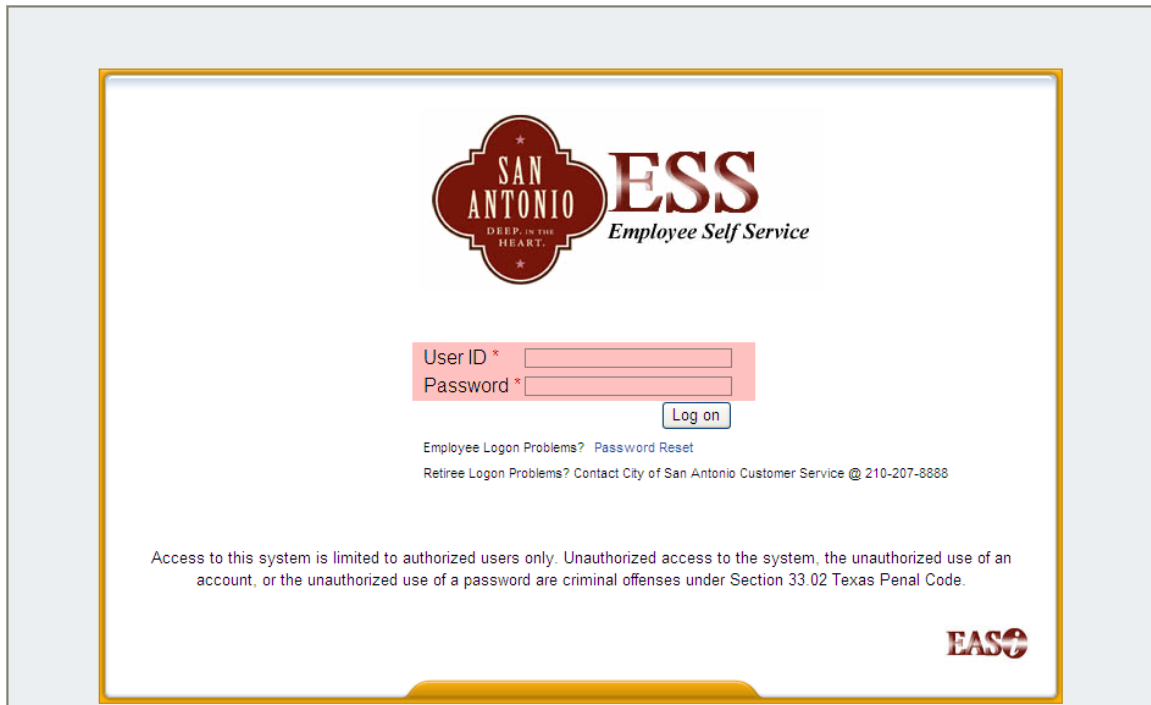 SAN
ANTONIO
DEEP. IN THE
HEART.
ESS
Employee Self Service
User ID *
Password *
Log on
Employee Logon Problems? Password Reset
Retiree Logon Problems? Contact City of San Antonio Customer Service @ 210-207-8888
Access to this system is limited to authorized users only. Unauthorized access to the system, the unauthorized use of an
account, or the unauthorized use of a password are criminal offenses under Section 33.02 Texas Penal Code.
EASi